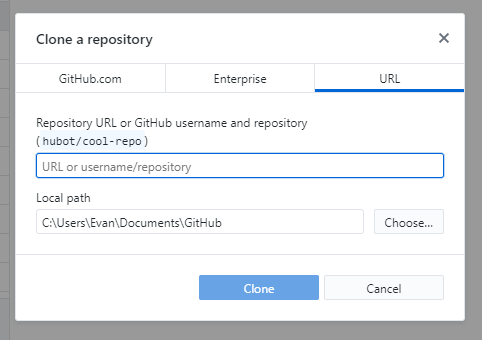 Clone a repository
GitHub.com
Enterprise
URL
Repository URL or GitHub username and repository
(hubot/cool-repo)
URL or username/repository
Local path
C:\Users\Evan\Documents\GitHub
Choose...
Clone
Cancel